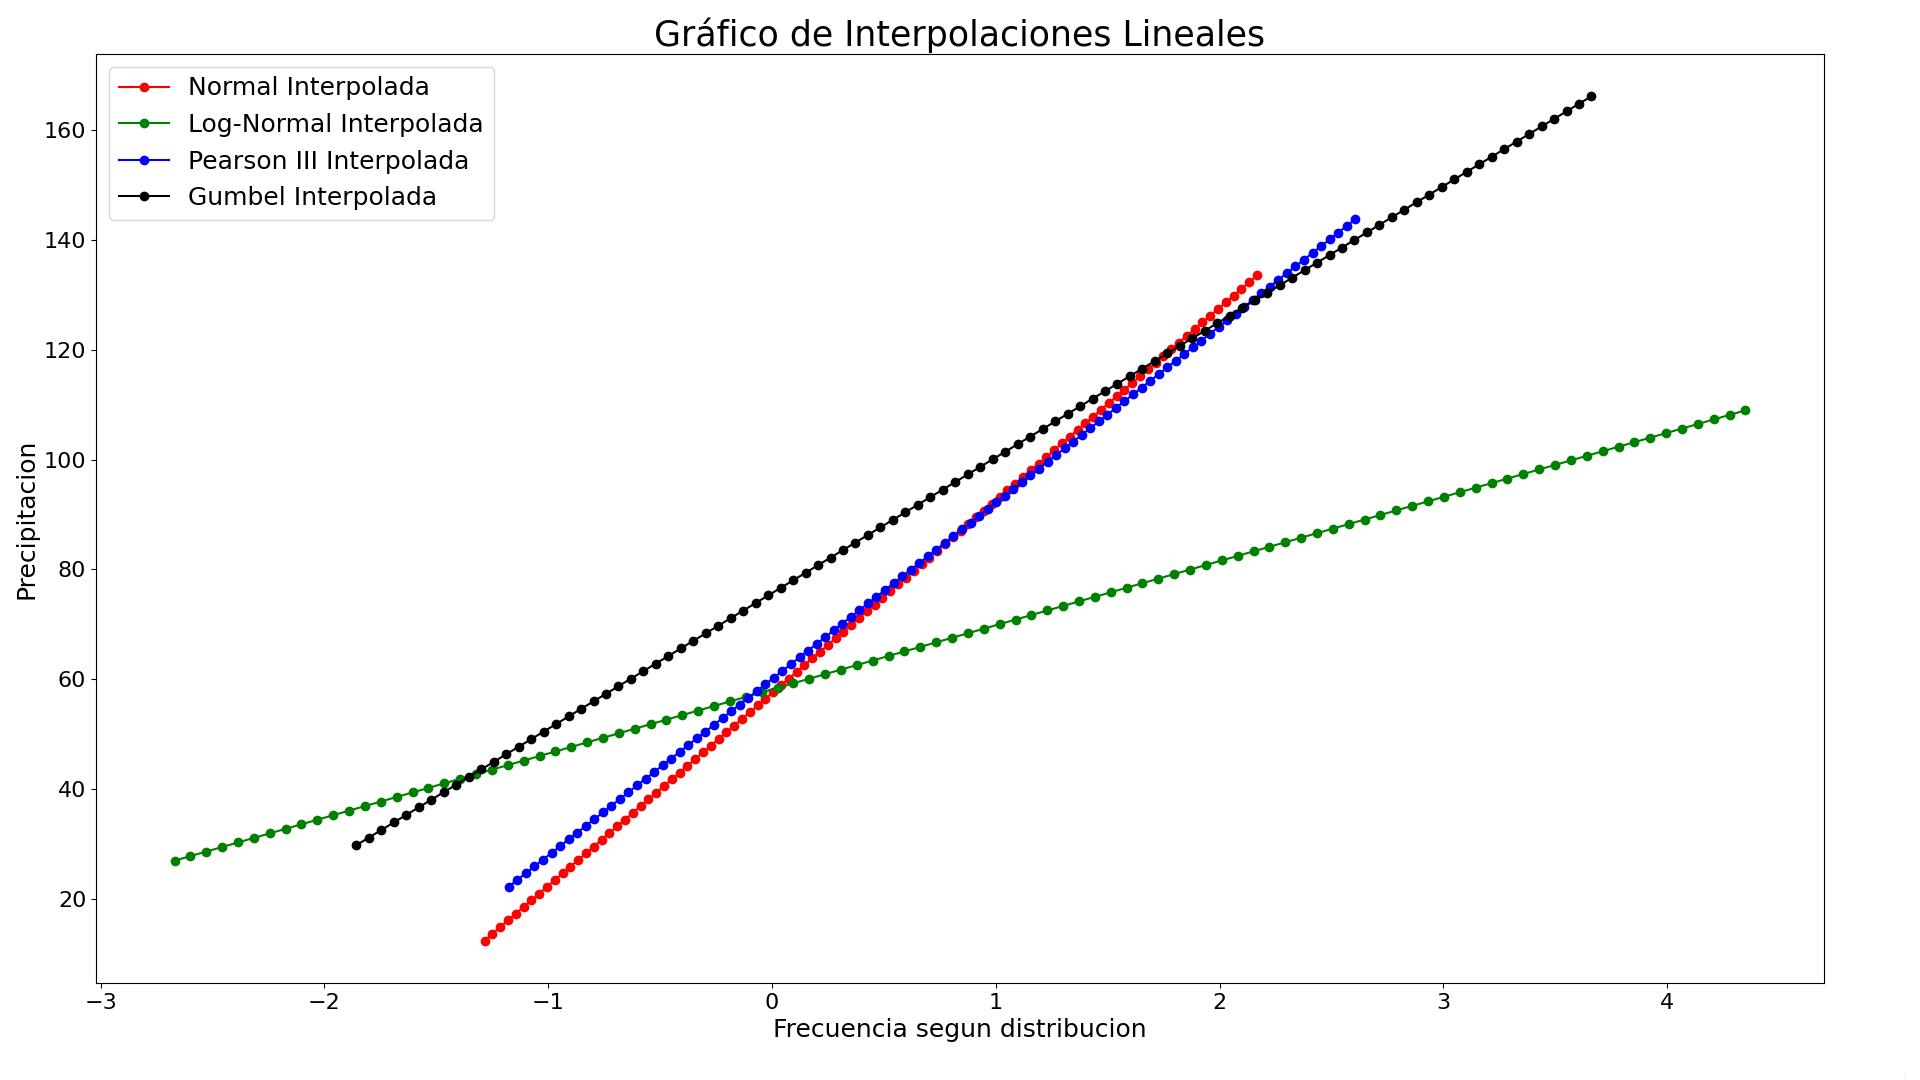 Gráfico de Interpolaciones Lineales
Normal Interpolada
Log-Normal Interpolada
Pearson III Interpolada
Gumbel Interpolada
Precipitacion
160
140
120
100
80
60
40
20
−3 −2 −1 0 1 2 3 4
Frecuencia segun distribucion